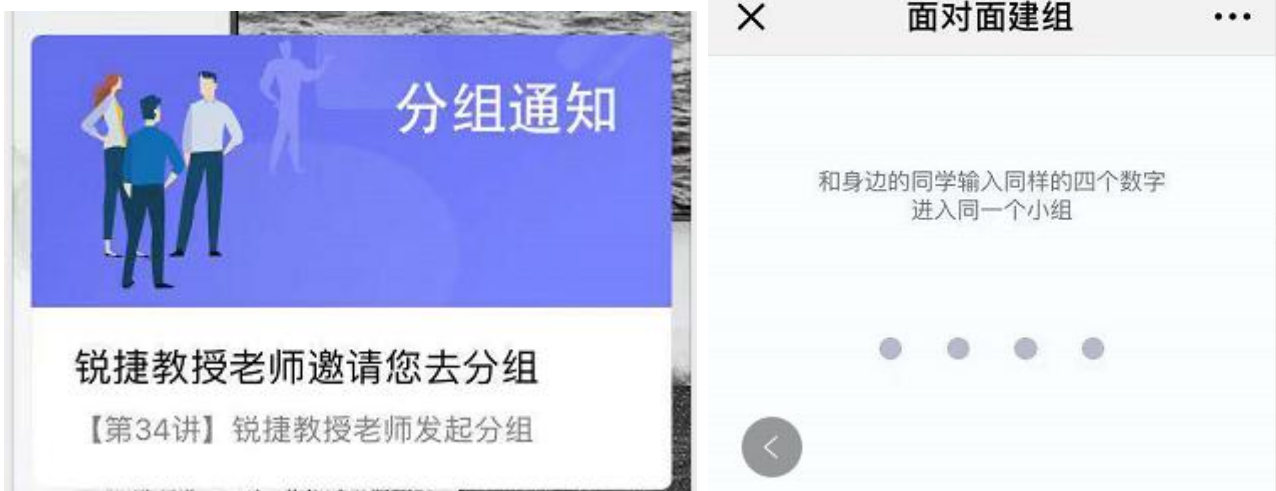 分组通知
锐捷教授老师邀请您去分组
【第34讲】锐捷教授老师发起分组
面对面建组
和身边的同学输入同样的四个数字
进入同一个小组